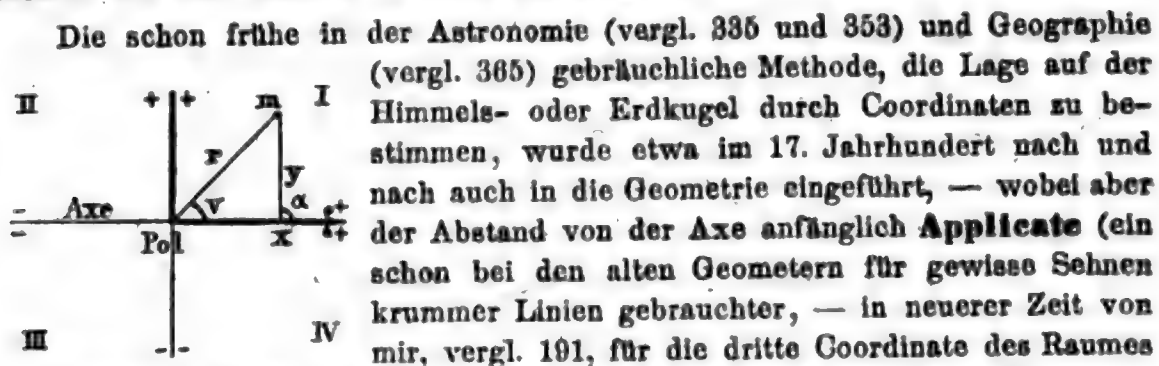 Die schon frühe in der Astronomie (vergl. 335 und 353) und Geographie
(vergl. 365) gebräuchliche Methode, die Lage auf der
Himmels- oder Erdkugel durch Coordinaten zu be-
stimmen, wurde etwa im 17. Jahrhundert nach und
nach auch in die Geometrie eingeführt, — wobei aber
der Abstand von der Axe anfänglich Applicate (ein
schon bei den alten Geometern für gewisse Sehnen
krummer Linien gebrauchter, — in neuerer Zeit von
mir, vergl. 191, für die dritte Coordinate des Raumes
II + + m I
r
y
- Axe v α +
- Pol x +
III - - IV